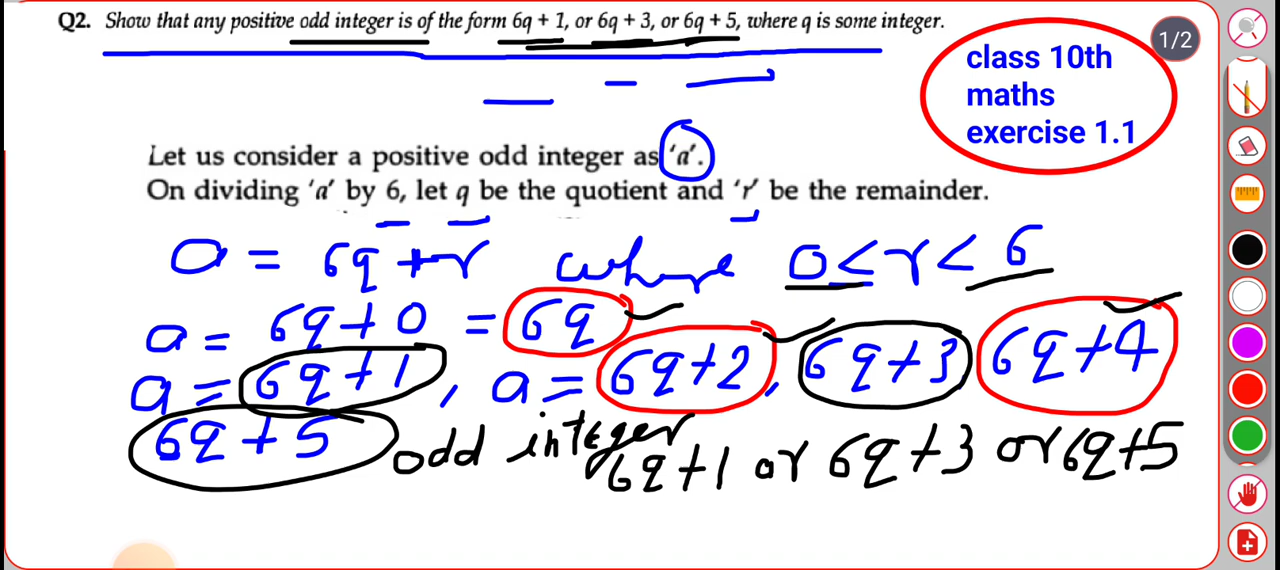 Q2. Show that any positive odd integer is of the form 6q + 1, or 6q + 3, or 6q + 5, where q is some integer.
1/2
class 10th
maths
exercise 1.1
Let us consider a positive odd integer as 'a'.
On dividing 'a' by 6, let q be the quotient and 'r' be the remainder.
a = 6q + r where 0 ≤ r < 6
a = 6q + 0 = 6q
a = 6q + 1, a = 6q + 2, 6q + 3 6q + 4
6q + 5 odd integer
6q + 1 or 6q + 3 or 6q + 5